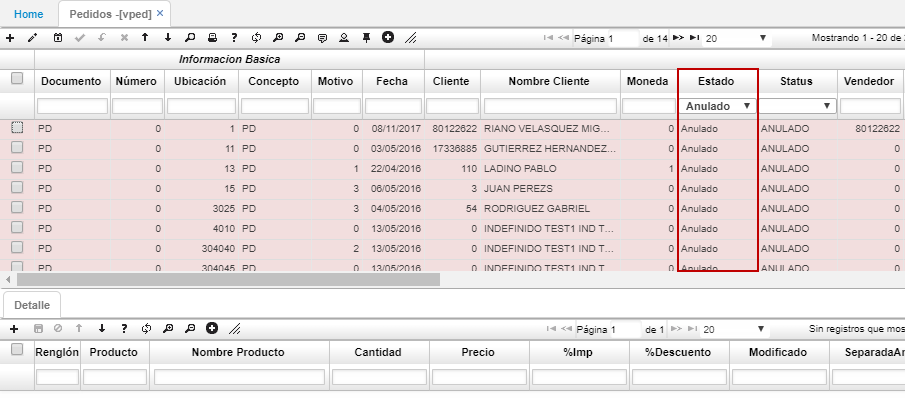 Home Pedidos -[vped] ×
Página 1 de 14 20 Mostrando 1 - 20 de
Informacion Basica
Documento Número Ubicación Concepto Motivo Fecha Cliente Nombre Cliente Moneda Estado Status Vendedor
Anulado
PD 0 1 PD 0 08/11/2017 80122622 RIANO VELASQUEZ MIG... 0 Anulado ANULADO 80122622
PD 0 11 PD 0 03/05/2016 17336885 GUTIERREZ HERNANDEZ... 0 Anulado ANULADO 0
PD 0 13 PD 1 22/04/2016 110 LADINO PABLO 1 Anulado ANULADO 0
PD 0 15 PD 3 06/05/2016 3 JUAN PEREZS 0 Anulado ANULADO 0
PD 0 3025 PD 3 04/05/2016 54 RODRIGUEZ GABRIEL 0 Anulado ANULADO 0
PD 0 4010 PD 0 13/05/2016 0 INDEFINIDO TEST1 IND T... 0 Anulado ANULADO 0
PD 0 304040 PD 2 13/05/2016 0 INDEFINIDO TEST1 IND T... 0 Anulado ANULADO 0
PD 0 304045 PD 0 13/05/2016 0 INDEFINIDO TEST1 IND T... 0 Anulado ANULADO 0
Detalle
Página 1 de 1 20 Sin registros que mos
Renglón Producto Nombre Producto Cantidad Precio %Imp %Descuento Modificado SeparadaAn